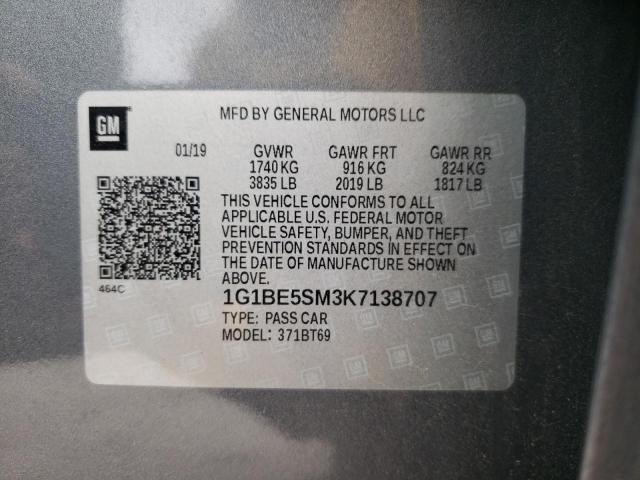 GM
MFD BY GENERAL MOTORS LLC
01/19 GVWR GAWR FRT GAWR RR
1740 KG 916 KG 824 KG
3835 LB 2019 LB 1817 LB
THIS VEHICLE CONFORMS TO ALL
APPLICABLE U.S. FEDERAL MOTOR
VEHICLE SAFETY, BUMPER, AND THEFT
PREVENTION STANDARDS IN EFFECT ON
THE DATE OF MANUFACTURE SHOWN
ABOVE.
464C
1G1BE5SM3K7138707
TYPE: PASS CAR
MODEL: 371BT69